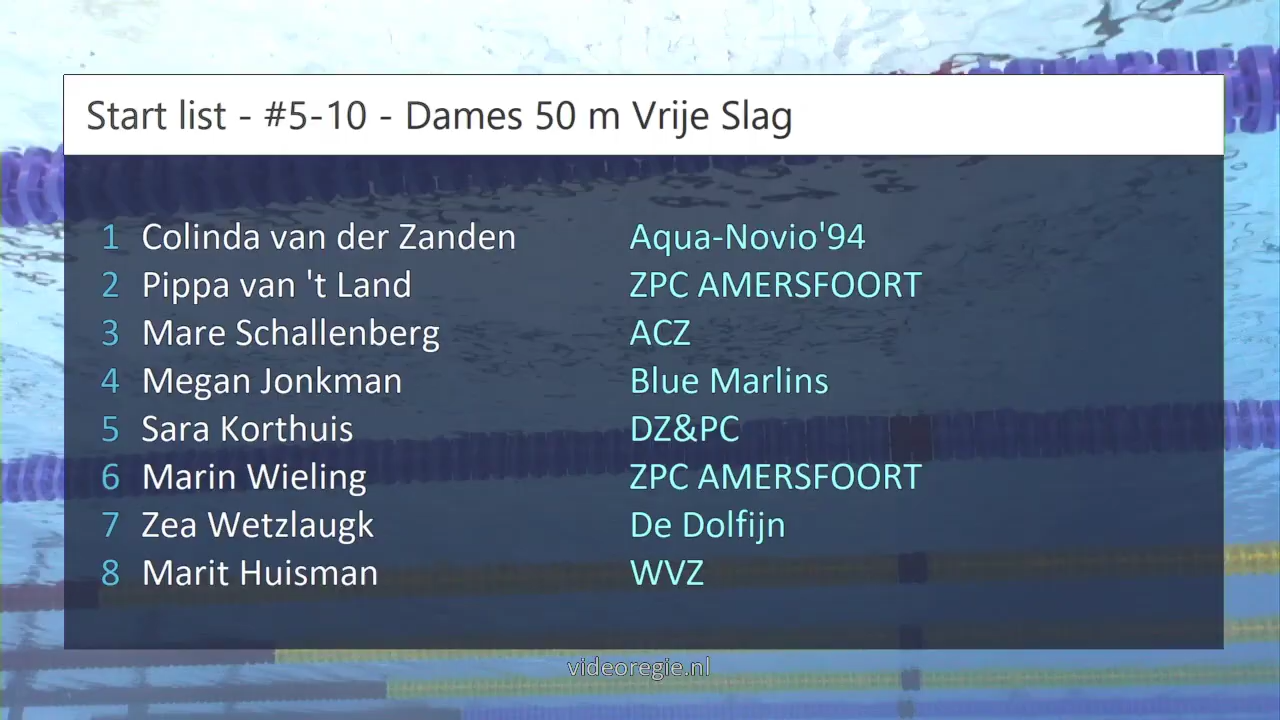 Start list - #5-10 - Dames 50 m Vrije Slag
1 Colinda van der Zanden Aqua-Novio'94
2 Pippa van 't Land ZPC AMERSFOORT
3 Mare Schallenberg ACZ
4 Megan Jonkman Blue Marlins
5 Sara Korthuis DZ&PC
6 Marin Wieling ZPC AMERSFOORT
7 Zea Wetzlaugk De Dolfijn
8 Marit Huisman WVZ
videoregie.nl